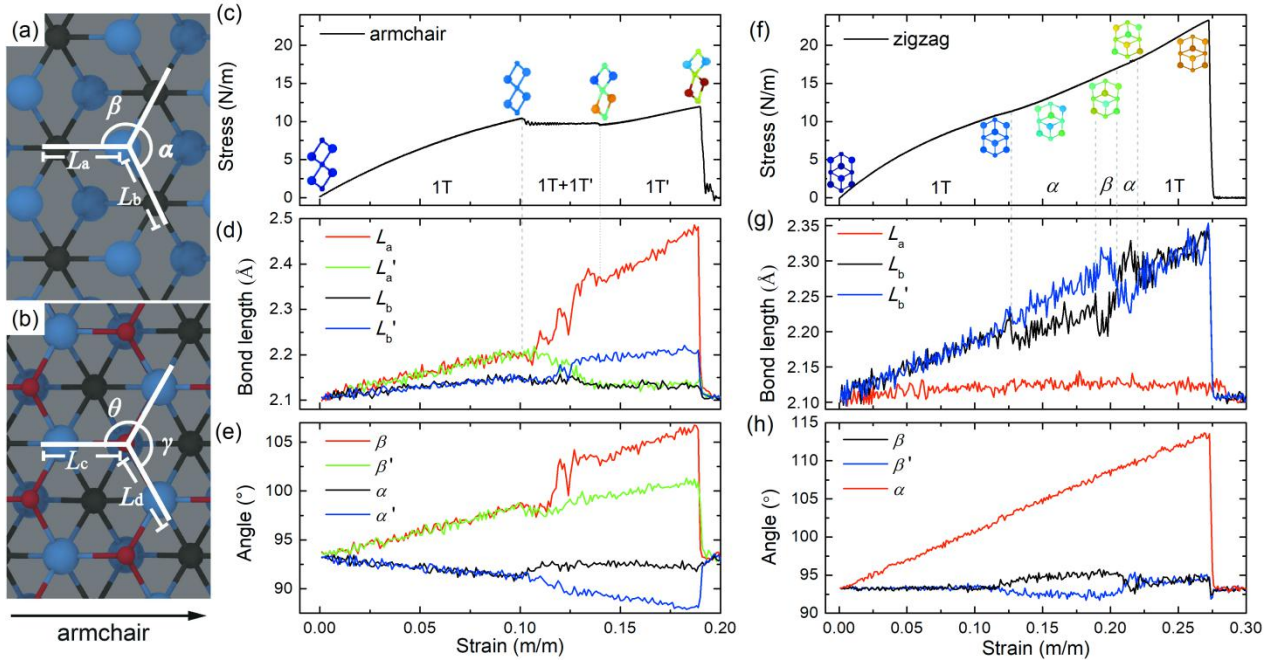 (a)
β
α
La
Lb
(b)
θ
γ
Lc
Ld
armchair
(c)
armchair
Stress (N/m)
20
15
10
5
0
1T
1T+1T'
1T'
(d)
Bond length (Å)
2.5
2.4
2.3
2.2
2.1
La
La'
Lb
Lb'
(e)
Angle (°)
105
100
95
90
β
β'
α
α'
0.00 0.05 0.10 0.15 0.20
Strain (m/m)
(f)
zigzag
Stress (N/m)
20
15
10
5
0
1T
α
β
α
1T
(g)
Bond length (Å)
2.35
2.30
2.25
2.20
2.15
2.10
La
Lb
Lb'
(h)
Angle (°)
115
110
105
100
95
90
β
β'
α
0.00 0.05 0.10 0.15 0.20 0.25 0.30
Strain (m/m)